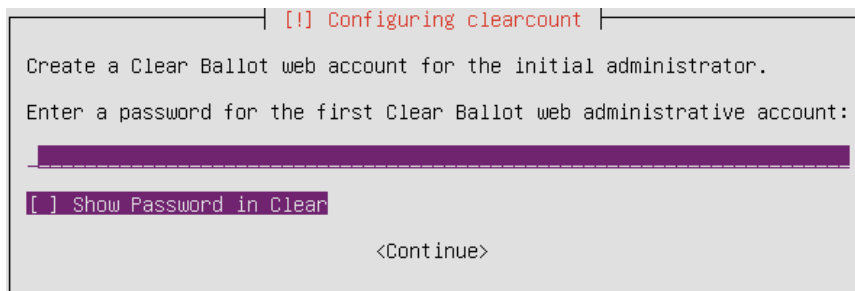 [!] Configuring clearcount
Create a Clear Ballot web account for the initial administrator.
Enter a password for the first Clear Ballot web administrative account:
[ ] Show Password in Clear
<Continue>